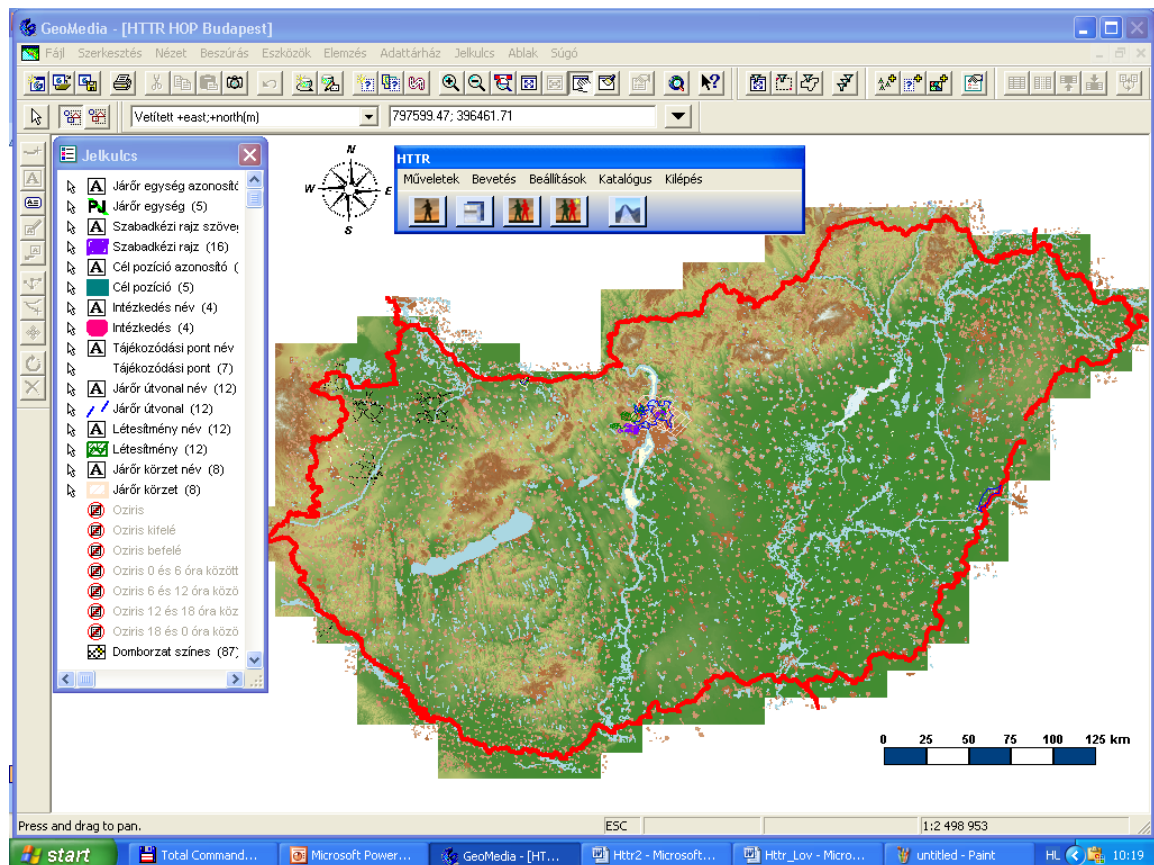 GeoMedia - [HTTR HOP Budapest]
Fájl Szerkesztés Nézet Beszúrás Eszközök Elemzés Adattárház Jelkulcs Ablak Súgó
Vetített +east;+north(m)
797599.47; 396461.71
Jelkulcs
Járőr egység azonosító
Járőr egység (5)
Szabadkézi rajz szöveg
Szabadkézi rajz (16)
Cél pozíció azonosító (
Cél pozíció (5)
Intézkedés név (4)
Intézkedés (4)
Tájékozódási pont név
Tájékozódási pont (7)
Járőr útvonal név (12)
Járőr útvonal (12)
Létesítmény név (12)
Létesítmény (12)
Járőr körzet név (8)
Járőr körzet (8)
Oziris
Oziris kifelé
Oziris befelé
Oziris 0 és 6 óra között
Oziris 6 és 12 óra közö
Oziris 12 és 18 óra köz
Oziris 18 és 0 óra közö
Domborzat színes (87)
N
W
E
S
HTTR
Műveletek Bevetés Beállítások Katalógus Kilépés
0 25 50 75 100 125 km
Press and drag to pan.
ESC
1:2 498 953
start
Total Command...
Microsoft Power...
GeoMedia - [HT...
Httr2 - Microsoft...
Httr_Lov - Micro...
untitled - Paint
HL
10:19